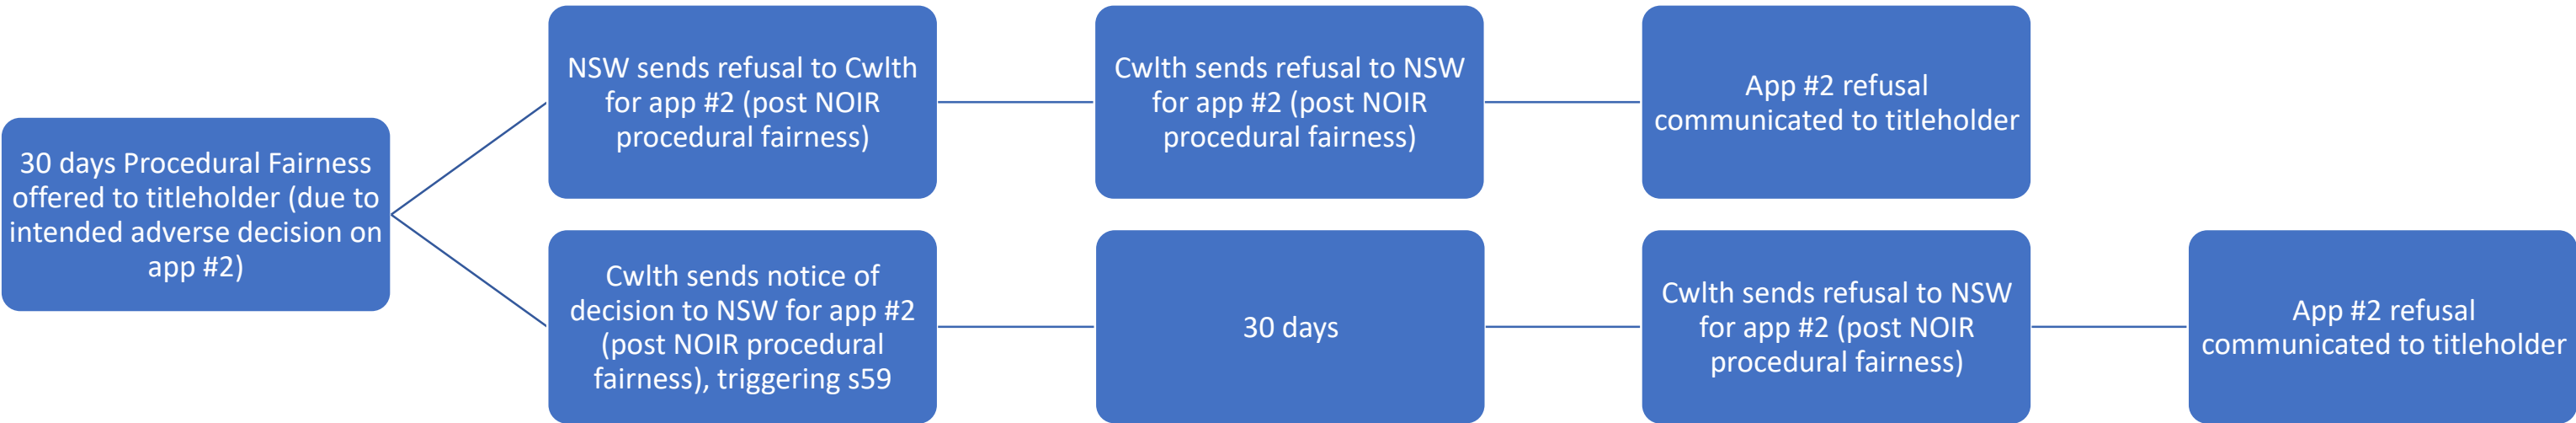 30 days Procedural Fairness
offered to titleholder (due to
intended adverse decision on
app #2)
NSW sends refusal to Cwlth
for app #2 (post NOIR
procedural fairness)
Cwlth sends refusal to NSW
for app #2 (post NOIR
procedural fairness)
App #2 refusal
communicated to titleholder
Cwlth sends notice of
decision to NSW for app #2
(post NOIR procedural
fairness), triggering s59
30 days
Cwlth sends refusal to NSW
for app #2 (post NOIR
procedural fairness)
App #2 refusal
communicated to titleholder